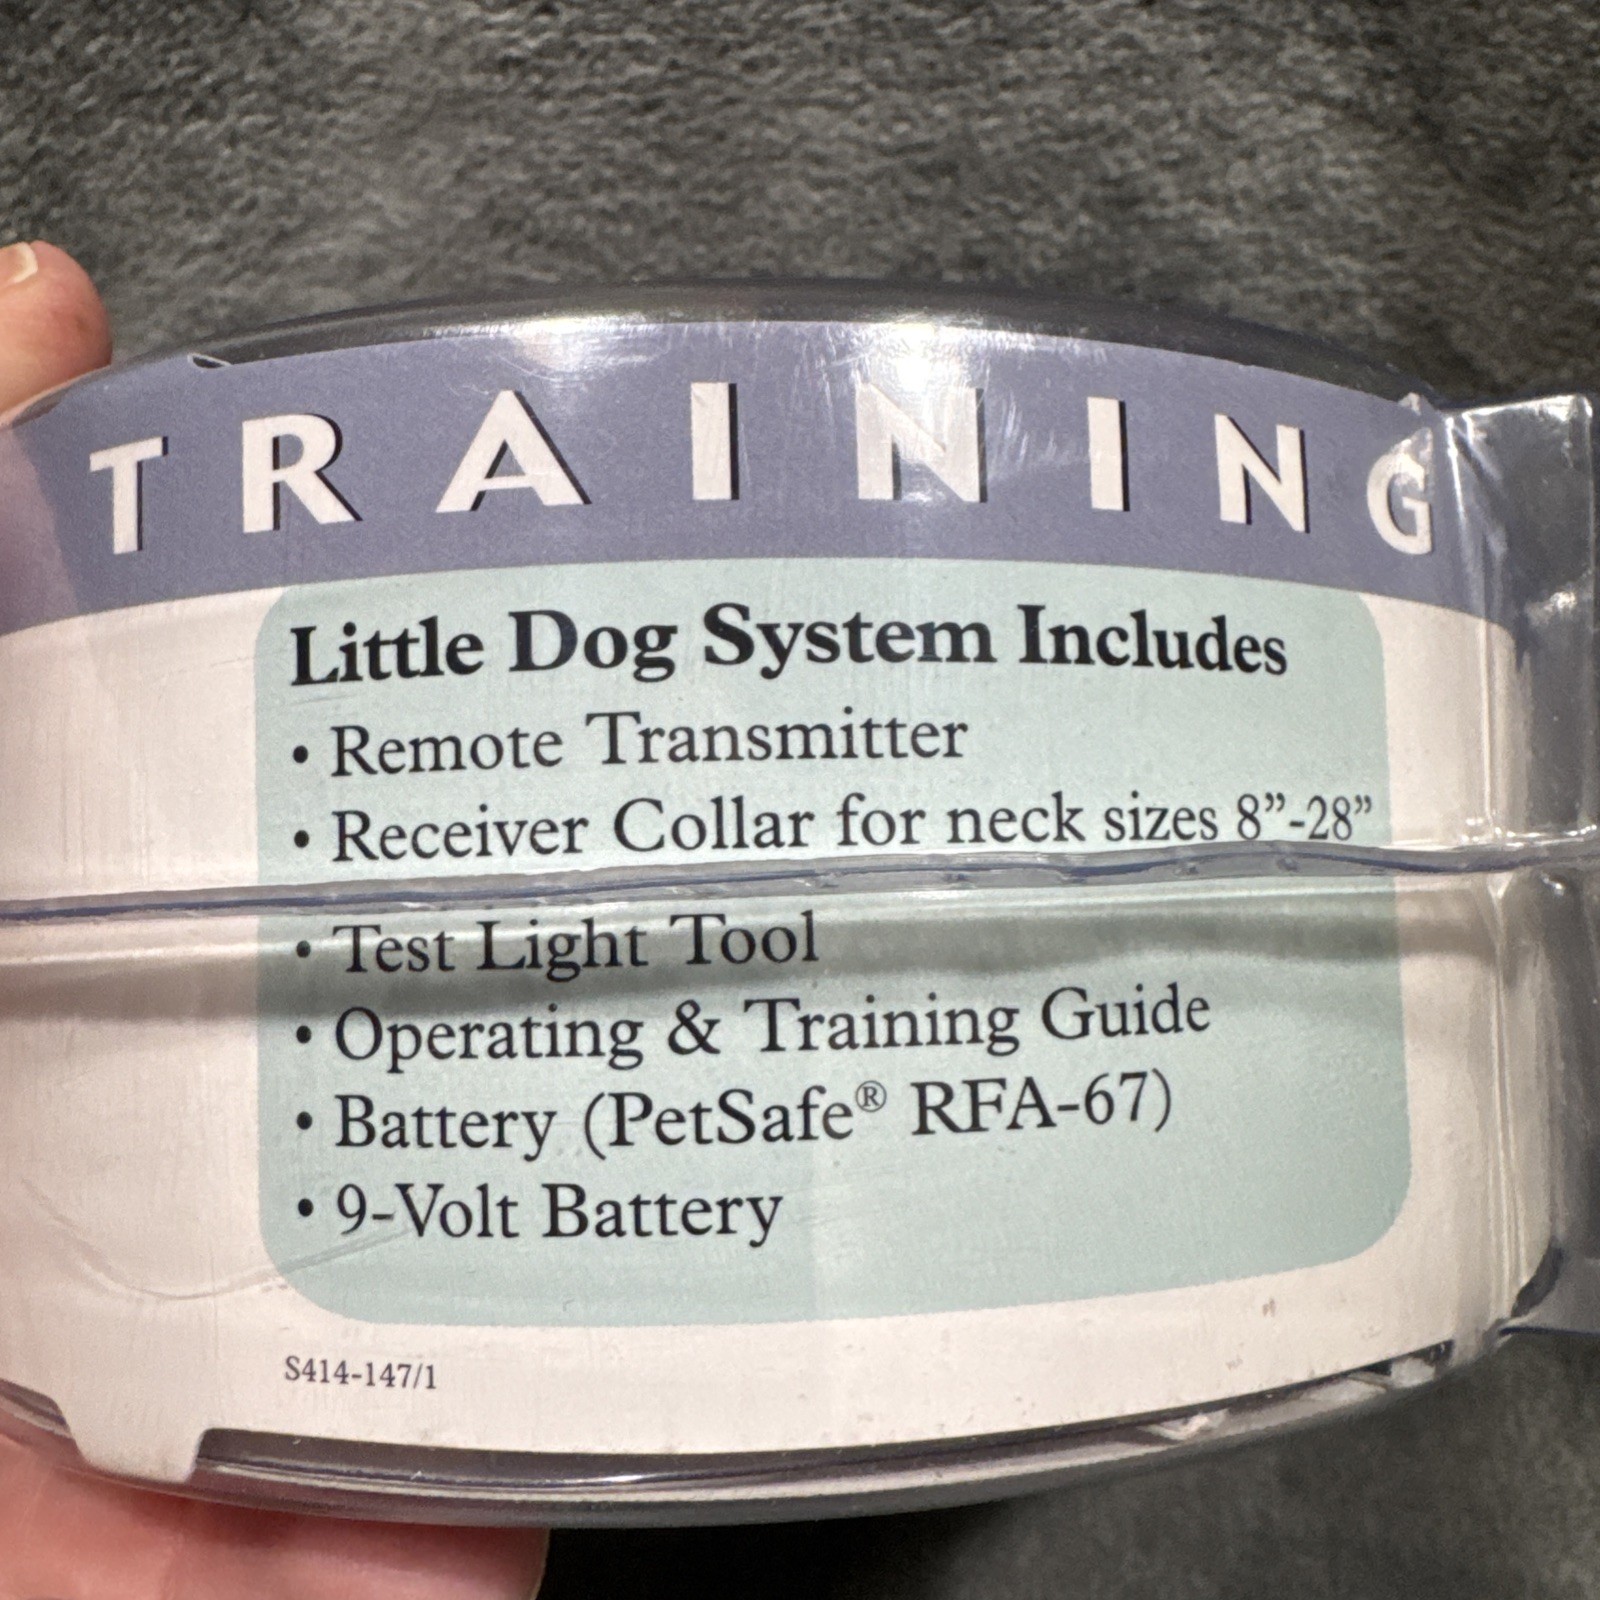 TRAINING
Little Dog System Includes
• Remote Transmitter
• Receiver Collar for neck sizes 8”-28”
• Test Light Tool
• Operating & Training Guide
• Battery (PetSafe® RFA-67)
• 9-Volt Battery
S414-147/1